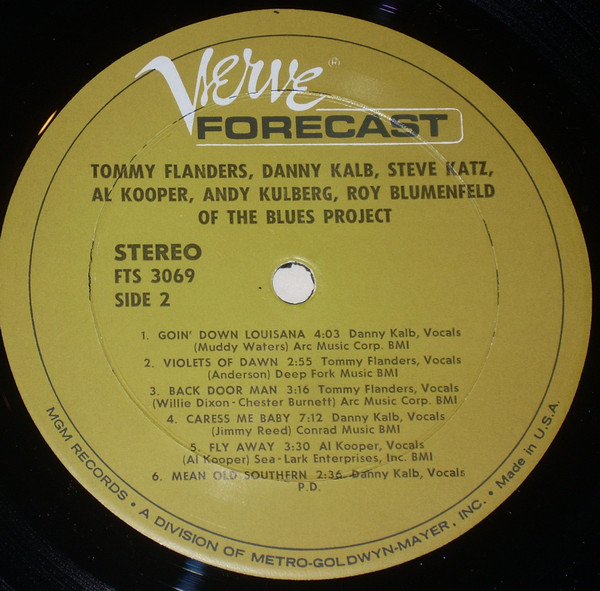 Verve ®
FORECAST
TOMMY FLANDERS, DANNY KALB, STEVE KATZ,
AL KOOPER, ANDY KULBERG, ROY BLUMENFELD
OF THE BLUES PROJECT
STEREO
FTS 3069
SIDE 2
1. GOIN' DOWN LOUISANA 4:03 Danny Kalb, Vocals
(Muddy Waters) Arc Music Corp. BMI
2. VIOLETS OF DAWN 2:55 Tommy Flanders, Vocals
(Anderson) Deep Fork Music BMI
3. BACK DOOR MAN 3:16 Tommy Flanders, Vocals
(Willie Dixon - Chester Burnett) Arc Music Corp. BMI
4. CARESS ME BABY 7:12 Danny Kalb, Vocals
(Jimmy Reed) Conrad Music BMI
5. FLY AWAY 3:30 Al Kooper, Vocals
(Al Kooper) Sea-Lark Enterprises, Inc. BMI
6. MEAN OLD SOUTHERN 2:36 Danny Kalb, Vocals
P.D.
MGM RECORDS • A DIVISION OF METRO-GOLDWYN-MAYER, INC. • Made in U.S.A.